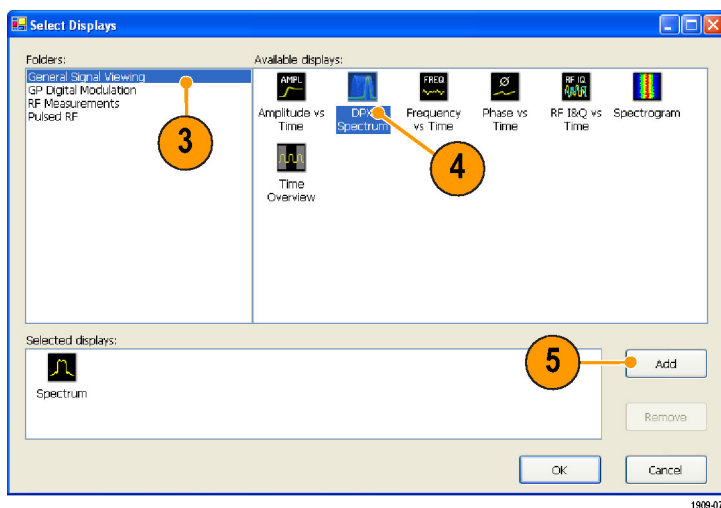 Select Displays
Folders:
General Signal Viewing
GP Digital Modulation
RF Measurements
Pulsed RF
3
Available displays:
AMPL
Amplitude vs
Time
DPX
Spectrum
FREQ
Frequency
vs Time
Ø
Phase vs
Time
RF IQ
RF I&Q vs
Time
Spectrogram
Time
Overview
4
Selected displays:
Spectrum
5
Add
Remove
OK
Cancel